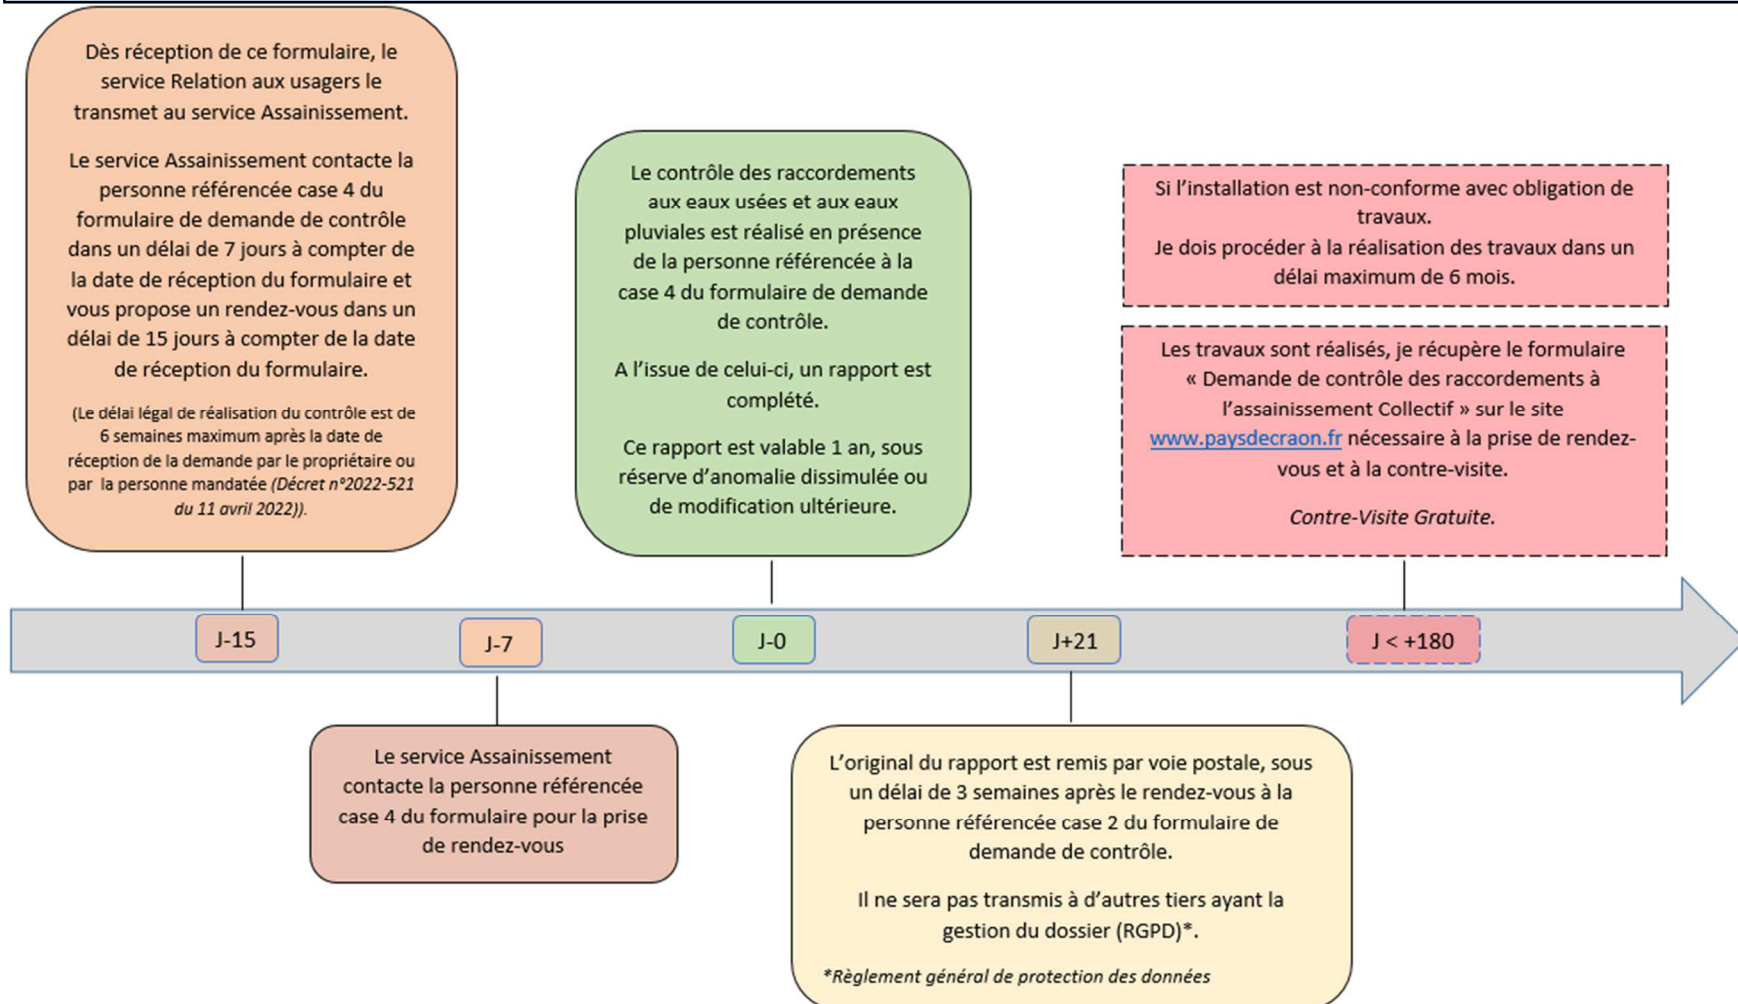 Dès réception de ce formulaire, le
service Relation aux usagers le
transmet au service Assainissement.
Le service Assainissement contacte la
personne référencée case 4 du
formulaire de demande de contrôle
dans un délai de 7 jours à compter de
la date de réception du formulaire et
vous propose un rendez-vous dans un
délai de 15 jours à compter de la date
de réception du formulaire.
(Le délai légal de réalisation du contrôle est de
6 semaines maximum après la date de
réception de la demande par le propriétaire ou
par la personne mandatée (Décret n°2022-521
du 11 avril 2022)).
Le contrôle des raccordements
aux eaux usées et aux eaux
pluviales est réalisé en présence
de la personne référencée à la
case 4 du formulaire de demande
de contrôle.
A l'issue de celui-ci, un rapport est
complété.
Ce rapport est valable 1 an, sous
réserve d'anomalie dissimulée ou
de modification ultérieure.
Si l'installation est non-conforme avec obligation de
travaux.
Je dois procéder à la réalisation des travaux dans un
délai maximum de 6 mois.
Les travaux sont réalisés, je récupère le formulaire
« Demande de contrôle des raccordements à
l'assainissement Collectif » sur le site
www.paysdecraon.fr nécessaire à la prise de rendez-
vous et à la contre-visite.
Contre-Visite Gratuite.
J-15
J-7
J-0
J+21
J < +180
Le service Assainissement
contacte la personne référencée
case 4 du formulaire pour la prise
de rendez-vous
L'original du rapport est remis par voie postale, sous
un délai de 3 semaines après le rendez-vous à la
personne référencée case 2 du formulaire de
demande de contrôle.
Il ne sera pas transmis à d'autres tiers ayant la
gestion du dossier (RGPD)*.
*Règlement général de protection des données